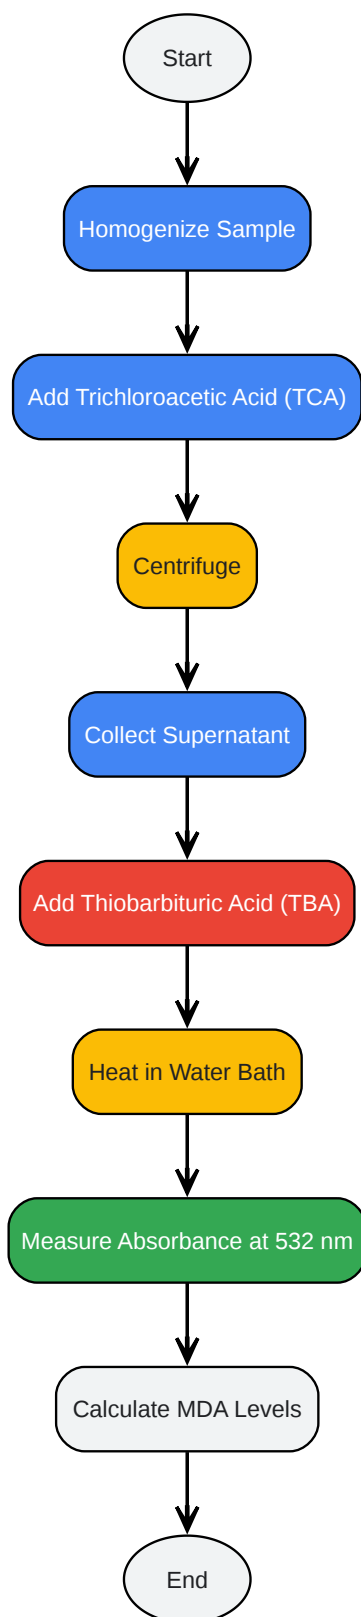 Start
Homogenize Sample
Add Trichloroacetic Acid (TCA)
Centrifuge
Collect Supernatant
Add Thiobarbituric Acid (TBA)
Heat in Water Bath
Measure Absorbance at 532 nm
Calculate MDA Levels
End